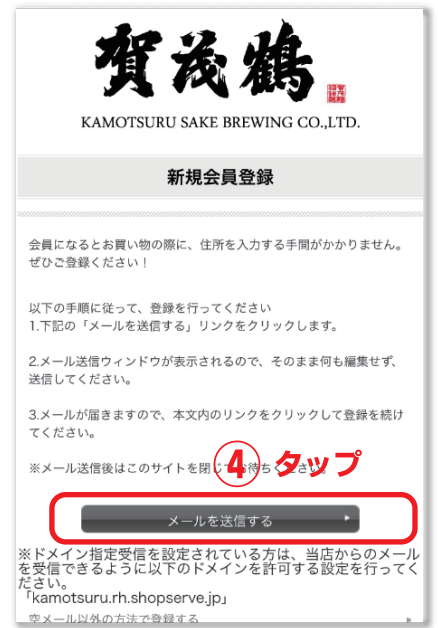 賀茂鶴
KAMOTSURU SAKE BREWING CO.,LTD.
新規会員登録
会員になるとお買い物の際に、住所を入力する手間がかかりません。
ぜひご登録ください！
以下の手順に従って、登録を行ってください
1.下記の「メールを送信する」リンクをクリックします。
2.メール送信ウィンドウが表示されるので、そのまま何も編集せず、
送信してください。
3.メールが届きますので、本文内のリンクをクリックして登録を続け
てください。
④ タップ
※メール送信後はこのサイトを閉じてお待ちください。
メールを送信する
※ドメイン指定受信を設定されている方は、当店からのメール
を受信できるように以下のドメインを許可する設定を行ってく
ださい。
「kamotsuru.rh.shopserve.jp」
空メール以外の方法で登録する